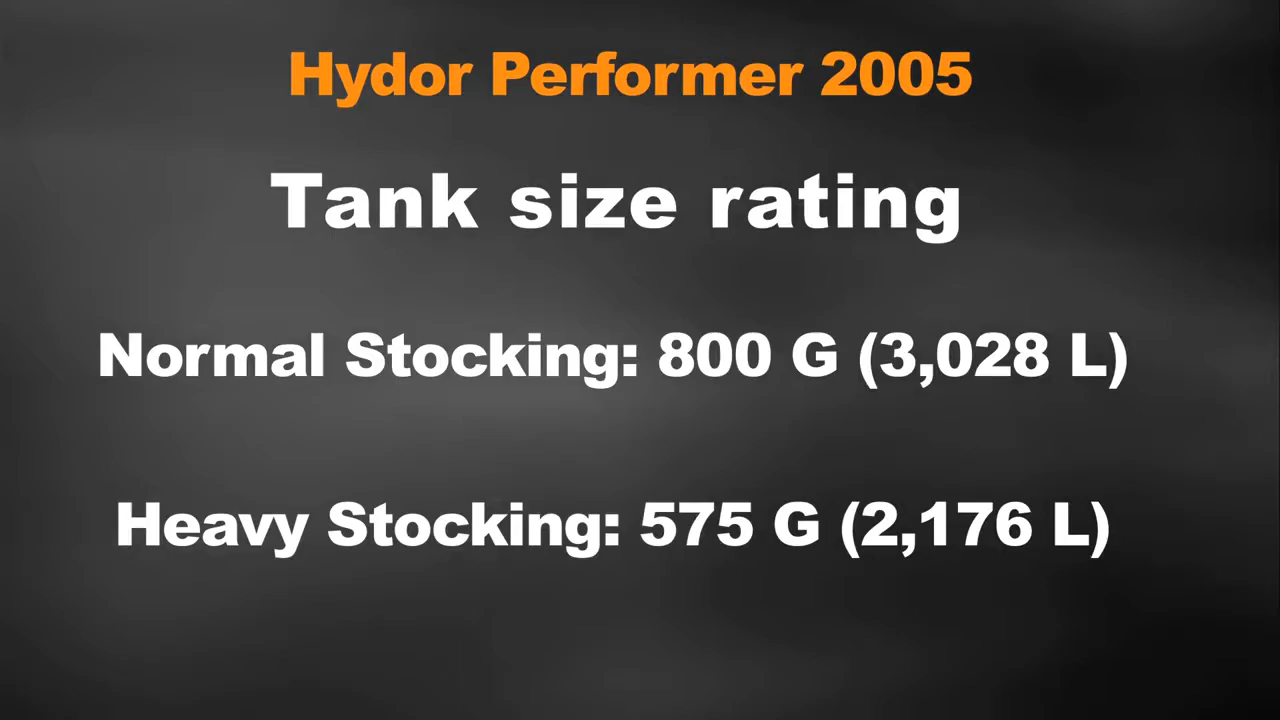 Hydor Performer 2005
Tank size rating
Normal Stocking: 800 G (3,028 L)
Heavy Stocking: 575 G (2,176 L)